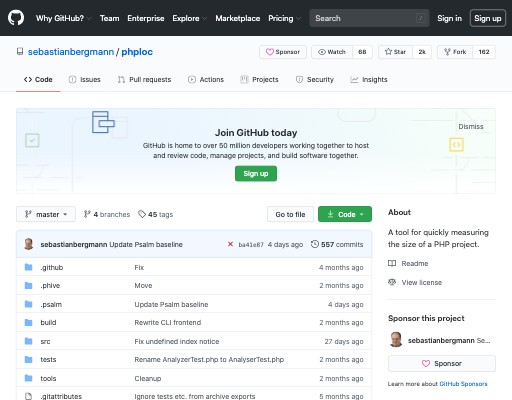 Why GitHub? Team Enterprise Explore Marketplace Pricing Search / Sign in Sign up
sebastianbergmann / phploc Sponsor Watch 68 Star 2k Fork 162
Code Issues Pull requests Actions Projects Security Insights
Dismiss
Join GitHub today
GitHub is home to over 50 million developers working together to host
and review code, manage projects, and build software together.
Sign up
master 4 branches 45 tags Go to file Code
sebastianbergmann Update Psalm baseline ba41e87 4 days ago 557 commits
.github Fix 4 months ago
.phive Move 2 months ago
.psalm Update Psalm baseline 4 days ago
build Rewrite CLI frontend 2 months ago
src Fix undefined index notice 27 days ago
tests Rename AnalyzerTest.php to AnalyserTest.php 2 months ago
tools Cleanup 2 months ago
.gitattributes Ignore tests etc. from archive exports 5 months ago
About
A tool for quickly measuring
the size of a PHP project.
Readme
View license
Sponsor this project
sebastianbergmann Se...
Sponsor
Learn more about GitHub Sponsors